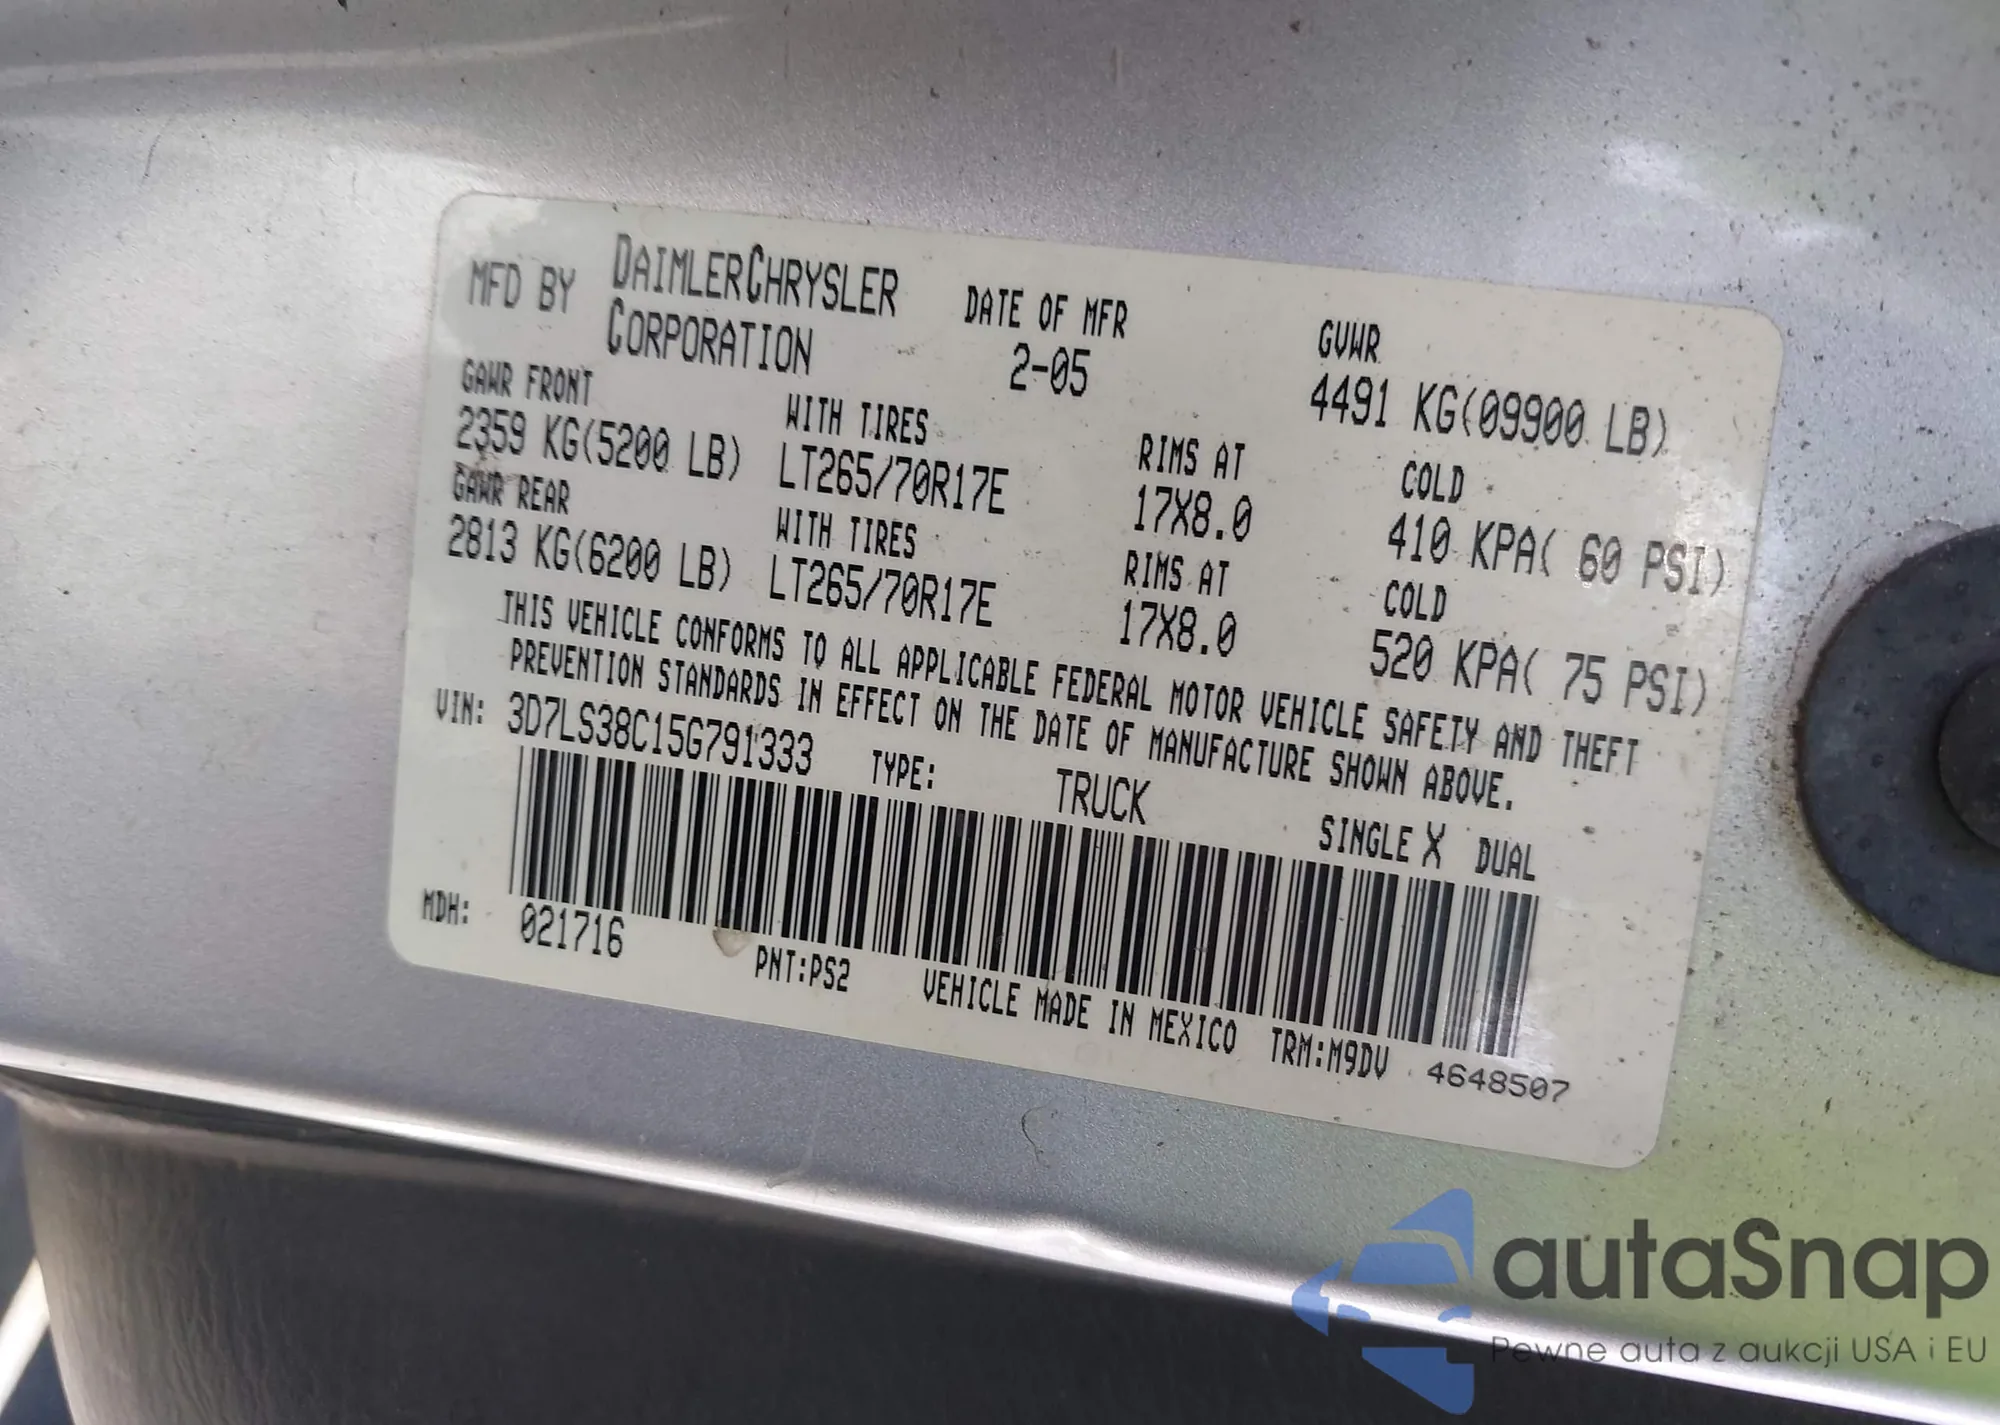 MFD BY DAIMLERCHRYSLER CORPORATION DATE OF MFR 2-05 GVWR 4491 KG(09900 LB)
GAWR FRONT WITH TIRES RIMS AT COLD
2359 KG(5200 LB) LT265/70R17E 17X8.0 410 KPA( 60 PSI)
GAWR REAR WITH TIRES RIMS AT COLD
2813 KG(6200 LB) LT265/70R17E 17X8.0 520 KPA( 75 PSI)
THIS VEHICLE CONFORMS TO ALL APPLICABLE FEDERAL MOTOR VEHICLE SAFETY AND THEFT
PREVENTION STANDARDS IN EFFECT ON THE DATE OF MANUFACTURE SHOWN ABOVE.
VIN: 3D7LS38C15G791333 TYPE: TRUCK SINGLE X DUAL
MDH: 021716 PNT:PS2 VEHICLE MADE IN MEXICO TRM:M9DV 4648507
autaSnap
Pewne auta z aukcji USA i EU